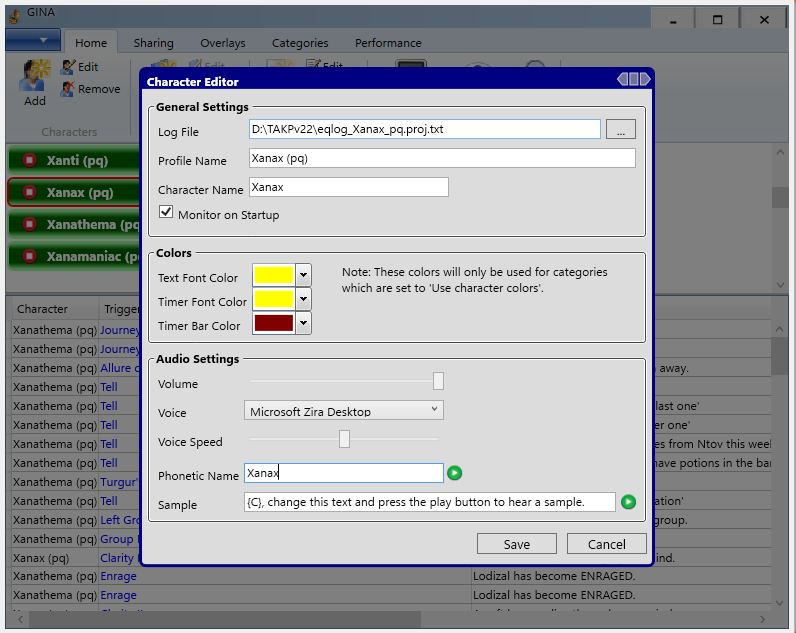 GINA
Home Sharing Overlays Categories Performance
Edit
Remove
Add
Characters
Edit
Edit
Xanti (pq)
Xanax (pq)
Xanathema (pq
Xanamaniac (p
Character Editor
General Settings
Log File D:\TAKPv22\eqlog_Xanax_pq.proj.txt ...
Profile Name Xanax (pq)
Character Name Xanax
Monitor on Startup
Colors
Text Font Color
Timer Font Color
Timer Bar Color
Note: These colors will only be used for categories
which are set to 'Use character colors'.
Audio Settings
Volume
Voice Microsoft Zira Desktop
Voice Speed
Phonetic Name Xanax
Sample {C}, change this text and press the play button to hear a sample.
Save Cancel
Character Trigger
Xanathema (pq) Journey
Xanathema (pq) Journey
Xanathema (pq) Allure o away.
Xanathema (pq) Tell
Xanathema (pq) Tell last one'
Xanathema (pq) Tell er one'
Xanathema (pq) Tell es from Ntov this week
Xanathema (pq) Tell have potions in the ba
Xanathema (pq) Turgur'
Xanathema (pq) Tell ation'
Xanathema (pq) Left Gro group.
Xanathema (pq) Group I
Xanax (pq) Clarity I ind.
Xanathema (pq) Enrage Lodizal has become ENRAGED.
Xanathema (pq) Enrage Lodizal has become ENRAGED.